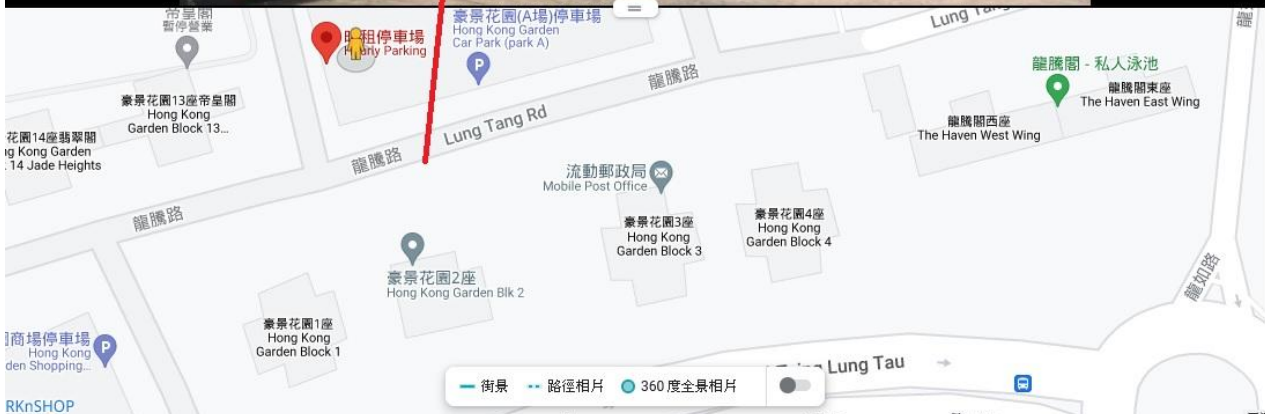 帝皇閣
暫停營業
豪景花園(A場)停車場
Hong Kong Garden
Car Park (park A)
時租停車場
Hourly Parking
P
Lung Tang
龍騰閣 - 私人泳池
龍騰閣東座
The Haven East Wing
龍騰閣西座
The Haven West Wing
豪景花園13座帝皇閣
Hong Kong
Garden Block 13...
花園14座翡翠閣
ng Kong Garden
14 Jade Heights
龍騰路
Lung Tang Rd
龍騰路
龍騰路
流動郵政局
Mobile Post Office
豪景花園3座
Hong Kong
Garden Block 3
豪景花園4座
Hong Kong
Garden Block 4
豪景花園2座
Hong Kong Garden Blk 2
豪景花園1座
Hong Kong
Garden Block 1
龍如路
商場停車場
Hong Kong
den Shopping...
P
Lung Tau
街景
路徑相片
360 度全景相片
RKnSHOP